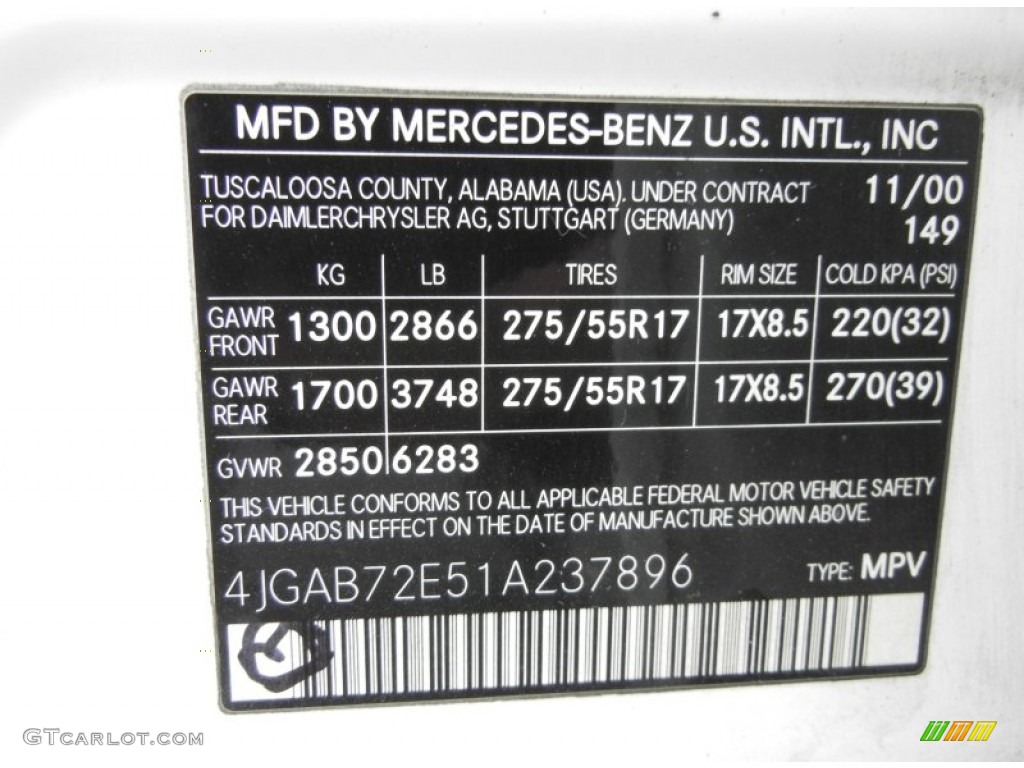 MFD BY MERCEDES-BENZ U.S. INTL., INC
TUSCALOOSA COUNTY, ALABAMA (USA). UNDER CONTRACT 11/00
FOR DAIMLERCHRYSLER AG, STUTTGART (GERMANY) 149
KG LB TIRES RIM SIZE COLD KPA (PSI)
GAWR FRONT 1300 2866 275/55R17 17X8.5 220(32)
GAWR REAR 1700 3748 275/55R17 17X8.5 270(39)
GVWR 2850 6283
THIS VEHICLE CONFORMS TO ALL APPLICABLE FEDERAL MOTOR VEHICLE SAFETY
STANDARDS IN EFFECT ON THE DATE OF MANUFACTURE SHOWN ABOVE.
4JGAB72E51A237896 TYPE: MPV
GTCARLOT.COM